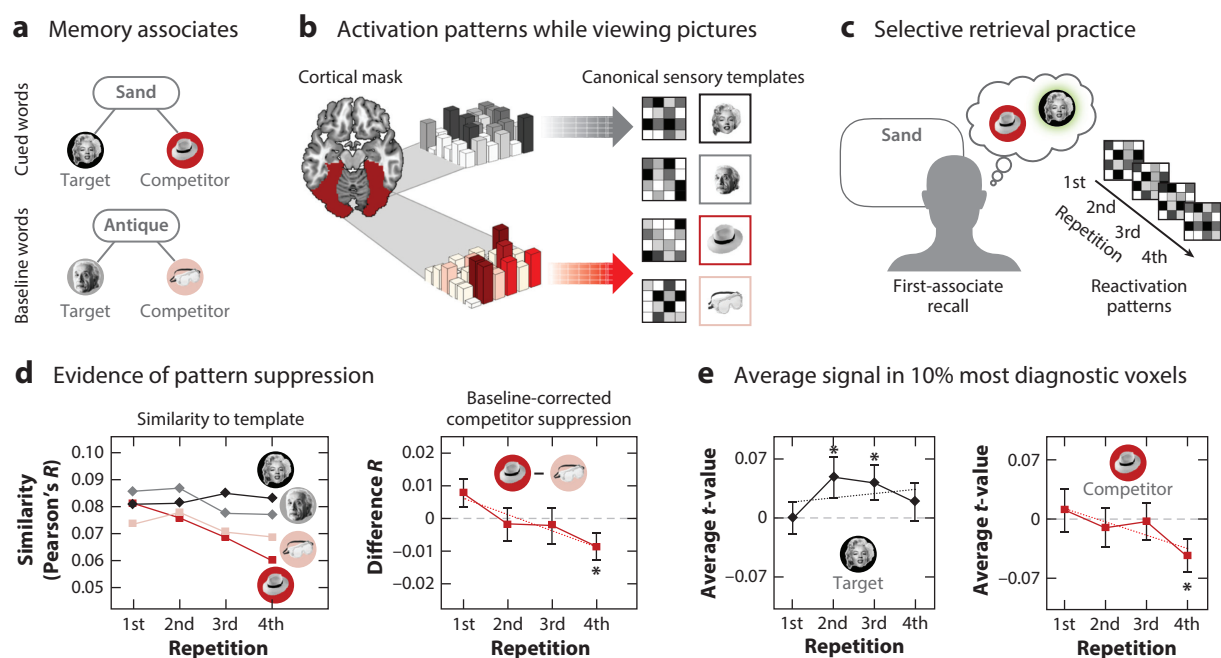 a Memory associates
Cued words
Sand
Target
Competitor
Baseline words
Antique
Target
Competitor
b Activation patterns while viewing pictures
Cortical mask
Canonical sensory templates
c Selective retrieval practice
Sand
First-associate
recall
1st
2nd
3rd
4th
Repetition
Reactivation
patterns
d Evidence of pattern suppression
Similarity to template
Similarity
(Pearson's R)
0.10
0.09
0.08
0.07
0.06
0.05
1st 2nd 3rd 4th
Repetition
Baseline-corrected
competitor suppression
Difference R
0.02
0.01
0
−0.01
−0.02
*
1st 2nd 3rd 4th
Repetition
e Average signal in 10% most diagnostic voxels
Average t-value
0.07
0
−0.07
* *
Target
1st 2nd 3rd 4th
Repetition
Average t-value
0.07
0
−0.07
Competitor
*
1st 2nd 3rd 4th
Repetition